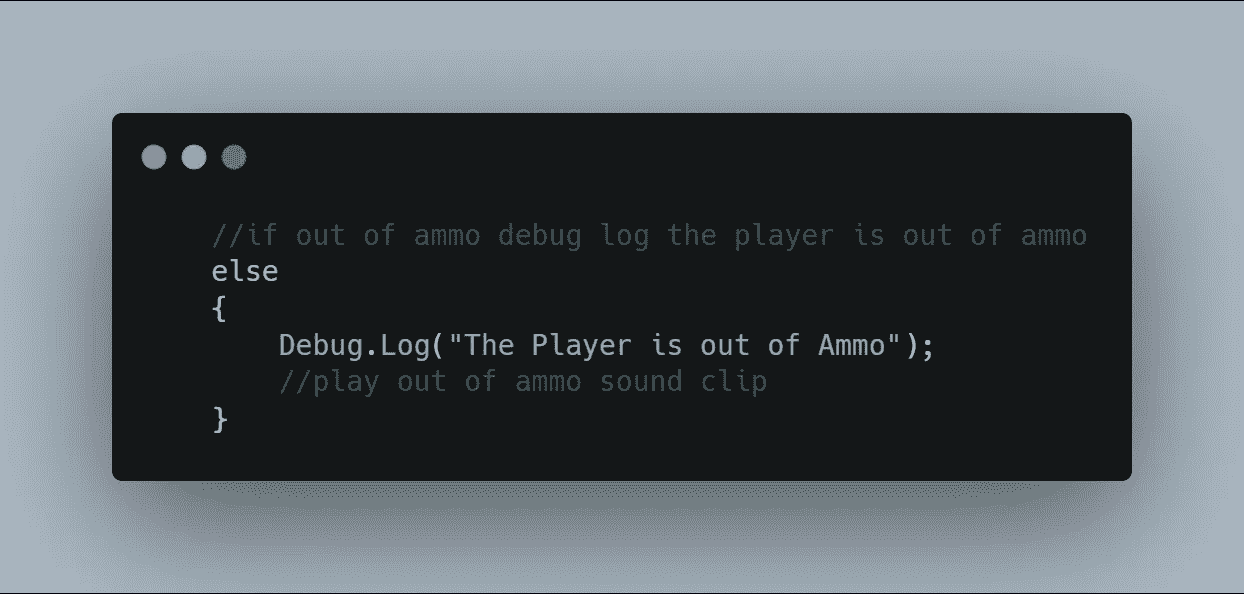 //if out of ammo debug log the player is out of ammo
else
{
Debug.Log("The Player is out of Ammo");
//play out of ammo sound clip
}